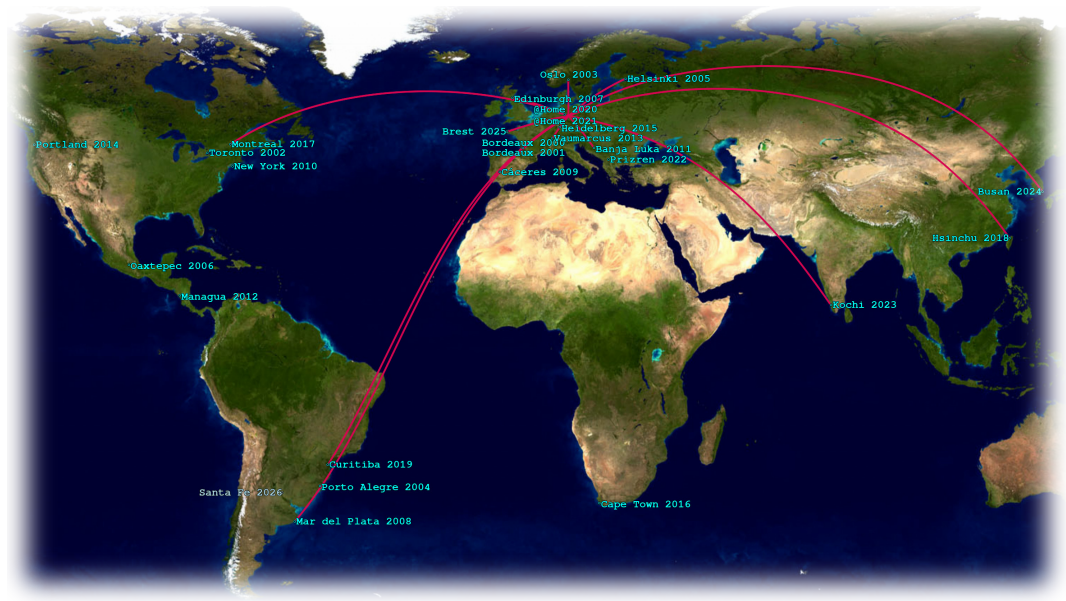 Oslo 2003
Helsinki 2005
Edinburgh 2007
@Home 2020
@Home 2021
Heidelberg 2015
Brest 2025
Vaumarcus 2013
Bordeaux 2000
Banja Luka 2011
Bordeaux 2001
Prizren 2022
Cáceres 2009
Portland 2014
Montreal 2017
Toronto 2002
New York 2010
Busan 2024
Hsinchu 2018
Oaxtepec 2006
Managua 2012
Kochi 2023
Curitiba 2019
Porto Alegre 2004
Santa Fe 2026
Cape Town 2016
Mar del Plata 2008